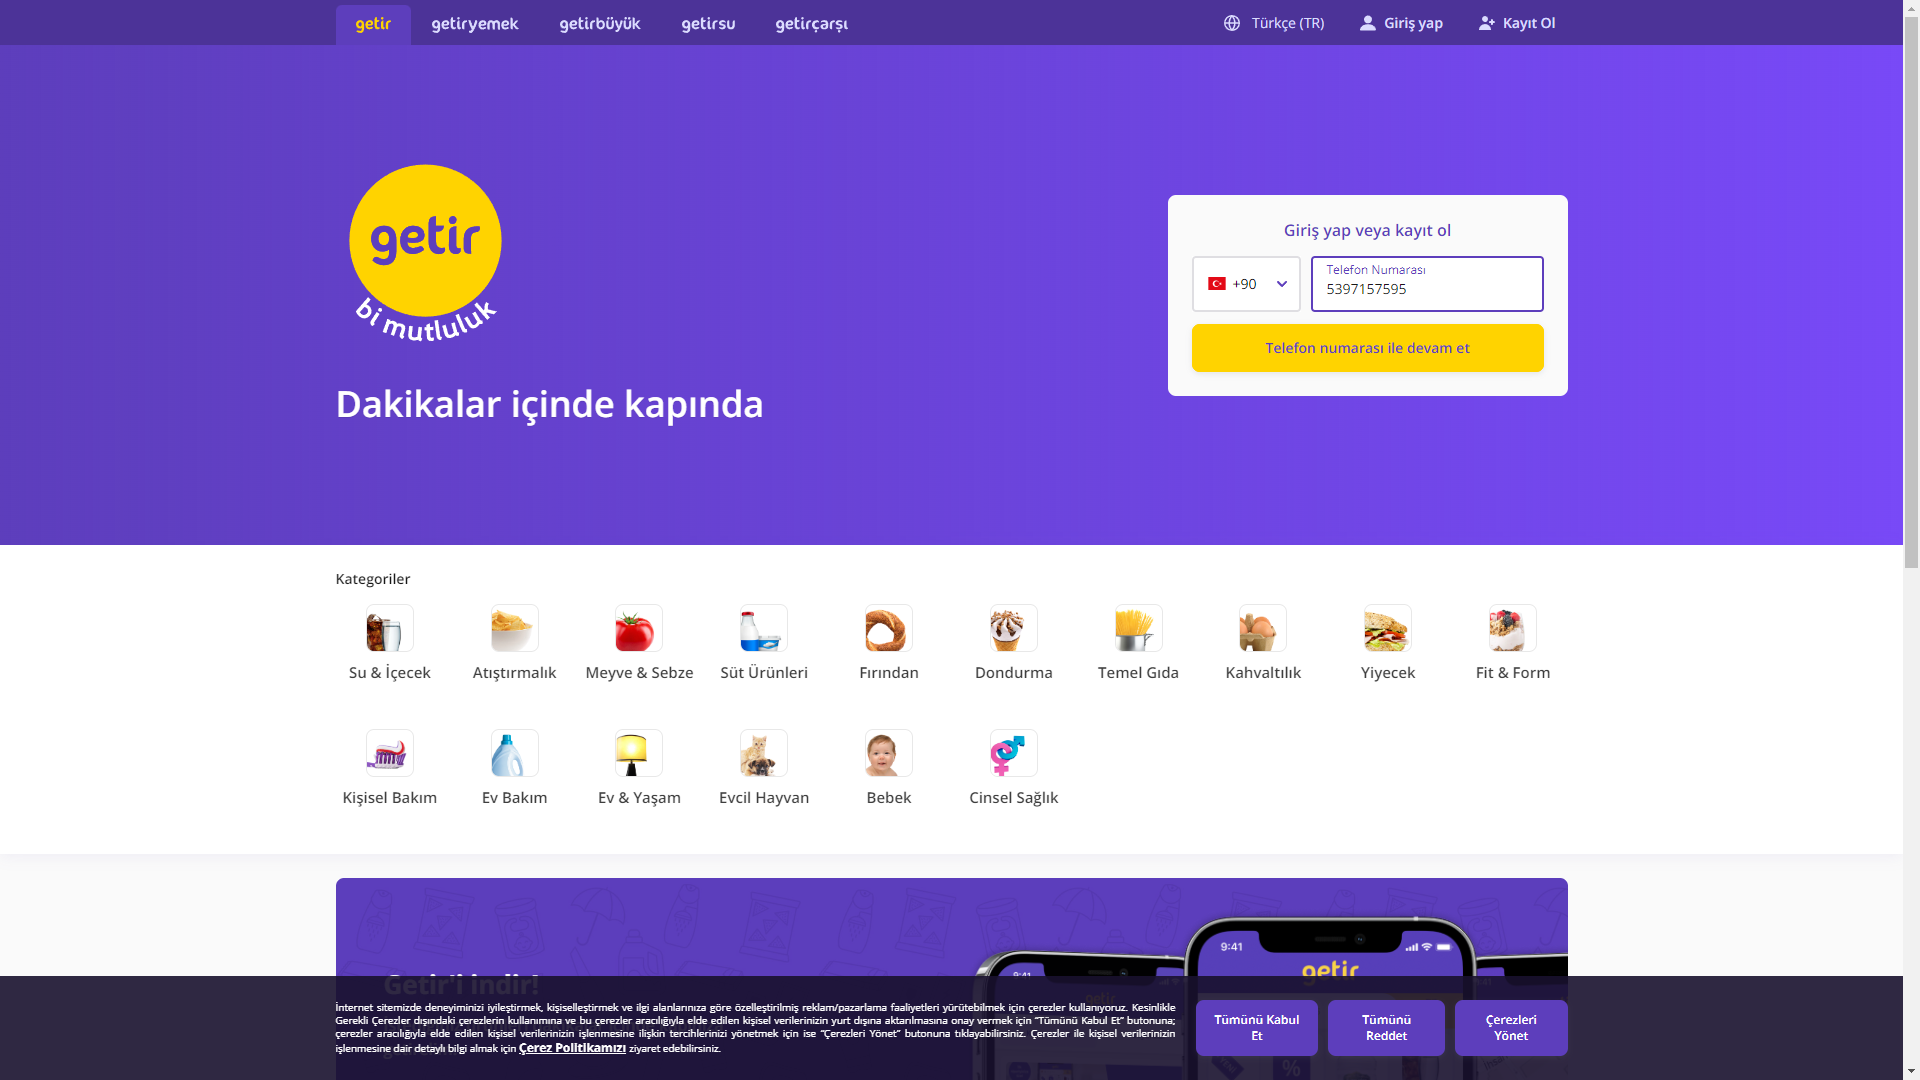 getir
getiryemek
getirbüyük
getirsu
getirçarşı
Türkçe (TR)
Giriş yap
Kayıt Ol
getir
bi mutluluk
Dakikalar içinde kapında
Giriş yap veya kayıt ol
+90
Telefon Numarası
5397157595
Telefon numarası ile devam et
Kategoriler
Su & İçecek
Atıştırmalık
Meyve & Sebze
Süt Ürünleri
Fırından
Dondurma
Temel Gıda
Kahvaltılık
Yiyecek
Fit & Form
Kişisel Bakım
Ev Bakım
Ev & Yaşam
Evcil Hayvan
Bebek
Cinsel Sağlık
Getir'i indir!
9:41
9:41
getir
İnternet sitemizde deneyiminizi iyileştirmek, kişiselleştirmek ve ilgi alanlarınıza göre özelleştirilmiş reklam/pazarlama faaliyetleri yürütebilmek için çerezler kullanıyoruz. Kesinlikle
Gerekli Çerezler dışındaki çerezlerin kullanımına ve bu çerezler aracılığıyla elde edilen kişisel verilerinizin yurt dışına aktarılmasına onay vermek için “Tümünü Kabul Et” butonuna;
çerezler aracılığıyla elde edilen kişisel verilerinizin işlenmesine ilişkin tercihlerinizi yönetmek için ise “Çerezleri Yönet” butonuna tıklayabilirsiniz. Çerezler ile kişisel verilerinizin
işlenmesine dair detaylı bilgi almak için Çerez Politikamızı ziyaret edebilirsiniz.
Tümünü Kabul
Et
Tümünü
Reddet
Çerezleri
Yönet